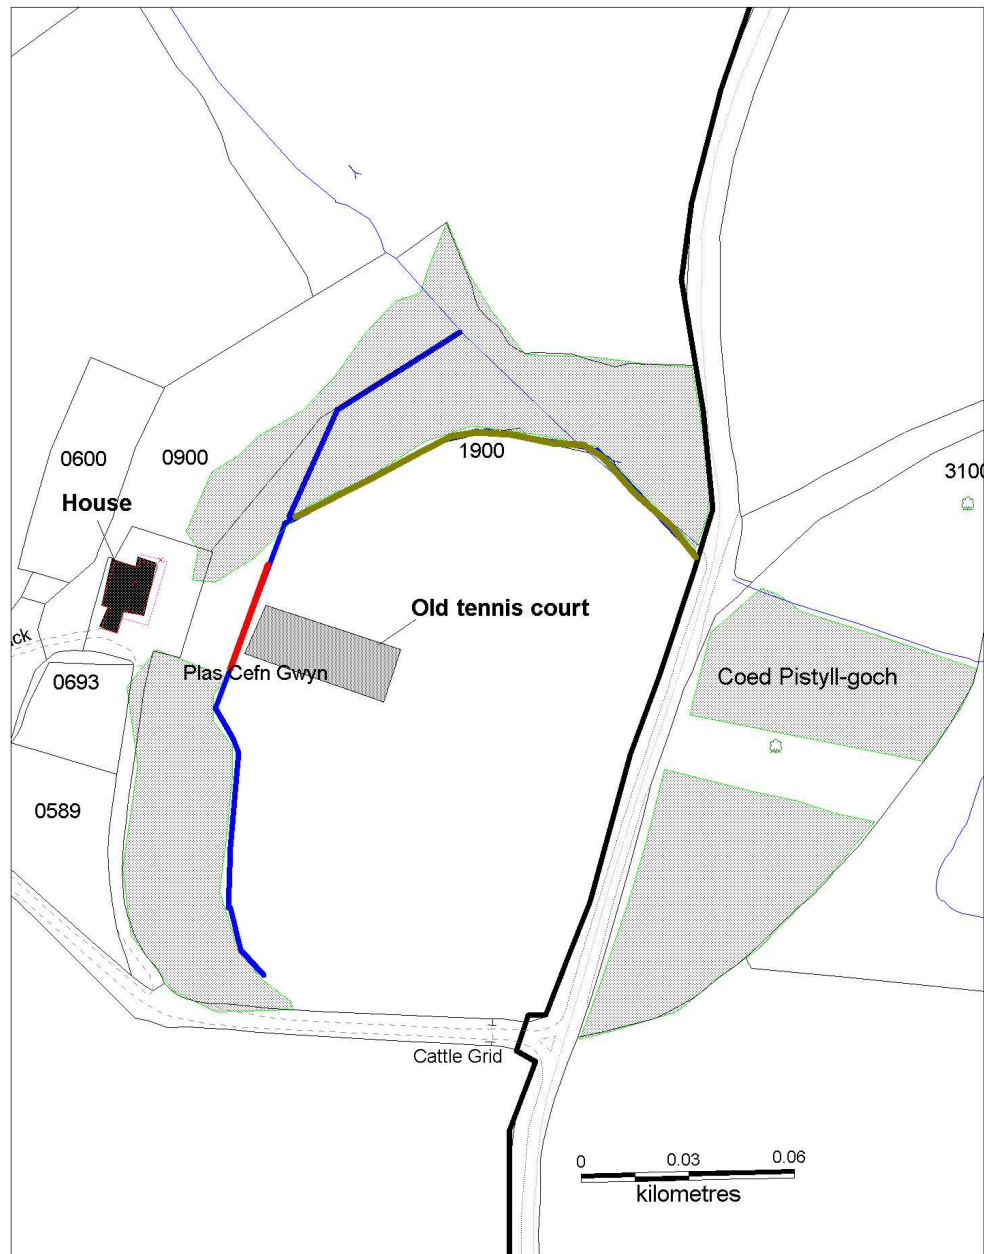 0600
0900
1900
3100
House
Old tennis court
Plas Cefn Gwyn
Coed Pistyll-goch
0693
0589
Cattle Grid
0 0.03 0.06
kilometres